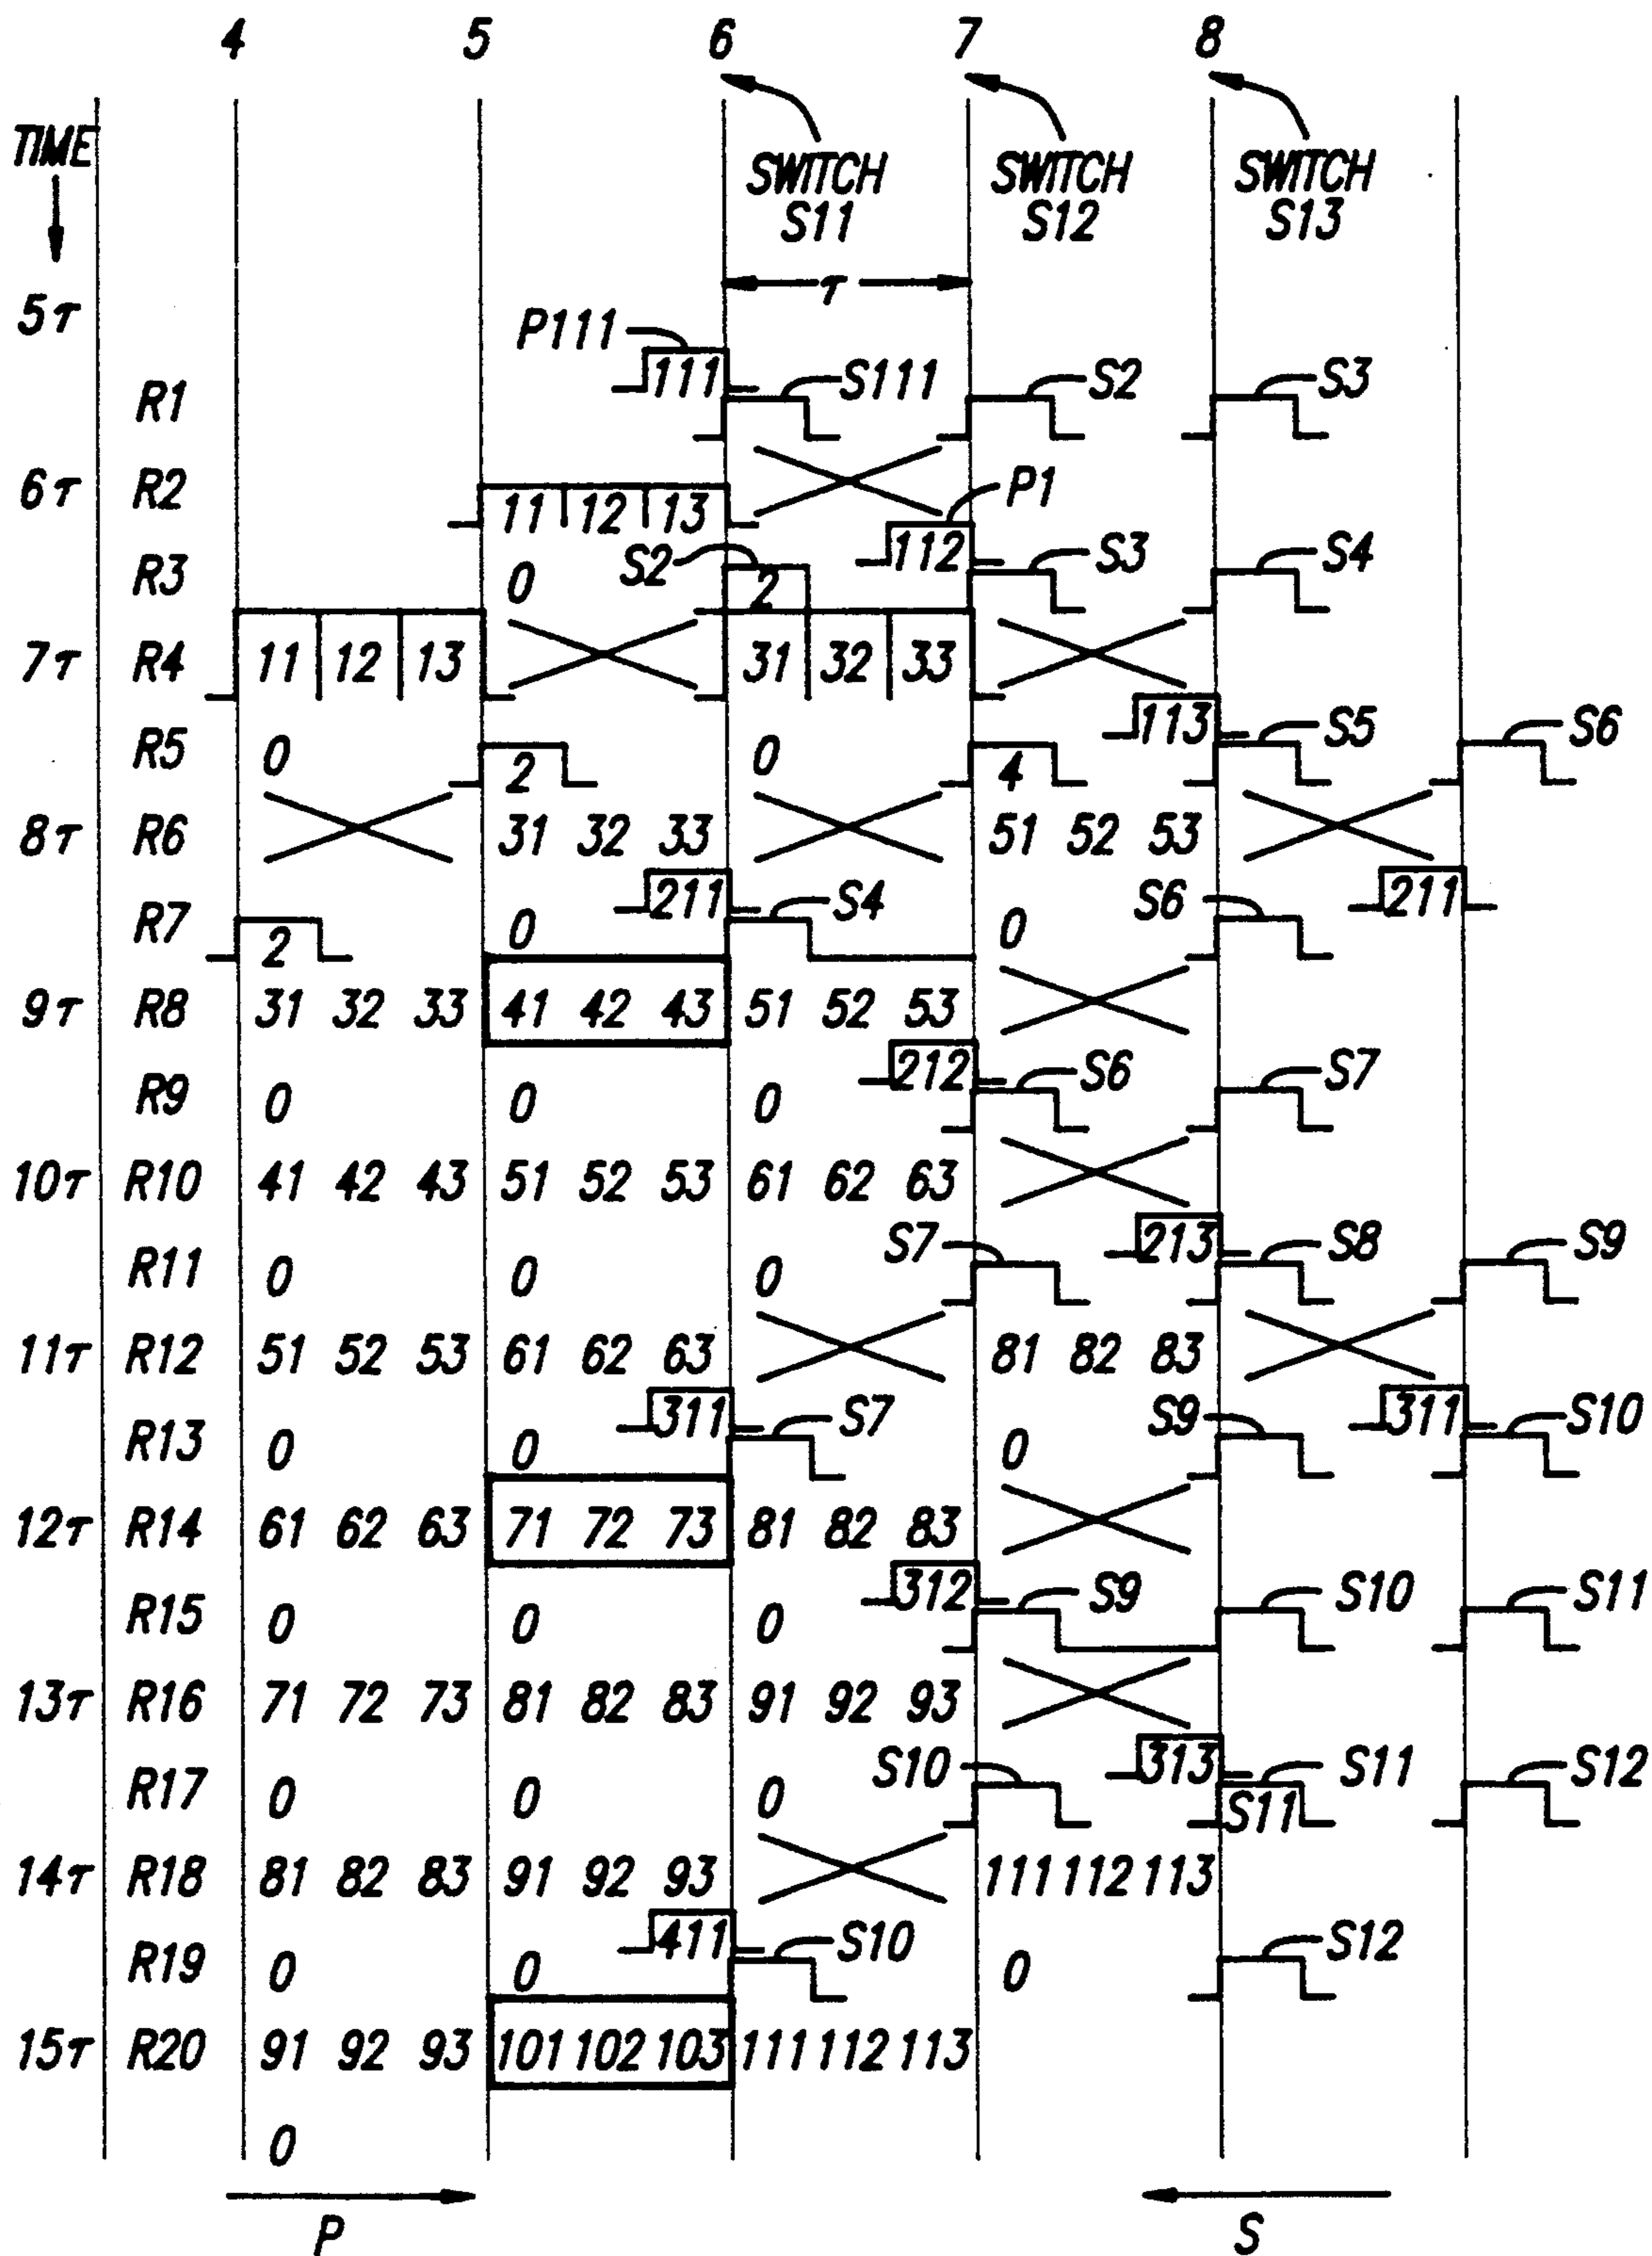 4 5 6 7 8
TIME
SWITCH S11 SWITCH S12 SWITCH S13
τ
5τ
P111
111 S111 S2 S3
R1
6τ R2 11 12 13 P1
112
R3 0 S2 2 S3 S4
7τ R4 11 12 13 31 32 33
113
R5 0 2 0 4 S5 S6
8τ R6 31 32 33 51 52 53
211 S4 S6 211
R7 2 0 0
9τ R8 31 32 33 41 42 43 51 52 53
212 S6 S7
R9 0 0 0
10τ R10 41 42 43 51 52 53 61 62 63
S7 213 S8 S9
R11 0 0 0
11τ R12 51 52 53 61 62 63 81 82 83
311 S7 S9 311 S10
R13 0 0 0
12τ R14 61 62 63 71 72 73 81 82 83
312 S9 S10 S11
R15 0 0 0
13τ R16 71 72 73 81 82 83 91 92 93
S10 313 S11 S12
R17 0 0 0 S11
14τ R18 81 82 83 91 92 93 111 112 113
411 S10 S12
R19 0 0 0
15τ R20 91 92 93 101 102 103 111 112 113
0
P S